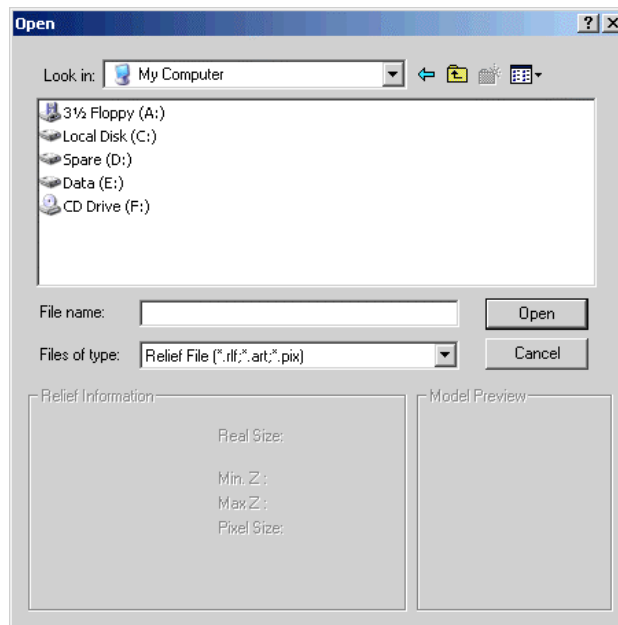 Open
Look in: My Computer
3½ Floppy (A:)
Local Disk (C:)
Spare (D:)
Data (E:)
CD Drive (F:)
File name: Open
Files of type: Relief File (*.rlf;*.art;*.pix) Cancel
Relief Information Model Preview
Real Size:
Min. Z :
Max Z :
Pixel Size: